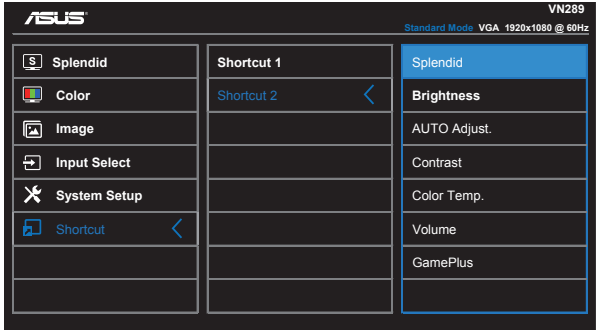 ASUS
VN289
Standard Mode VGA 1920x1080 @ 60Hz
S Splendid
Color
Image
Input Select
System Setup
Shortcut
Shortcut 1
Shortcut 2
Splendid
Brightness
AUTO Adjust.
Contrast
Color Temp.
Volume
GamePlus